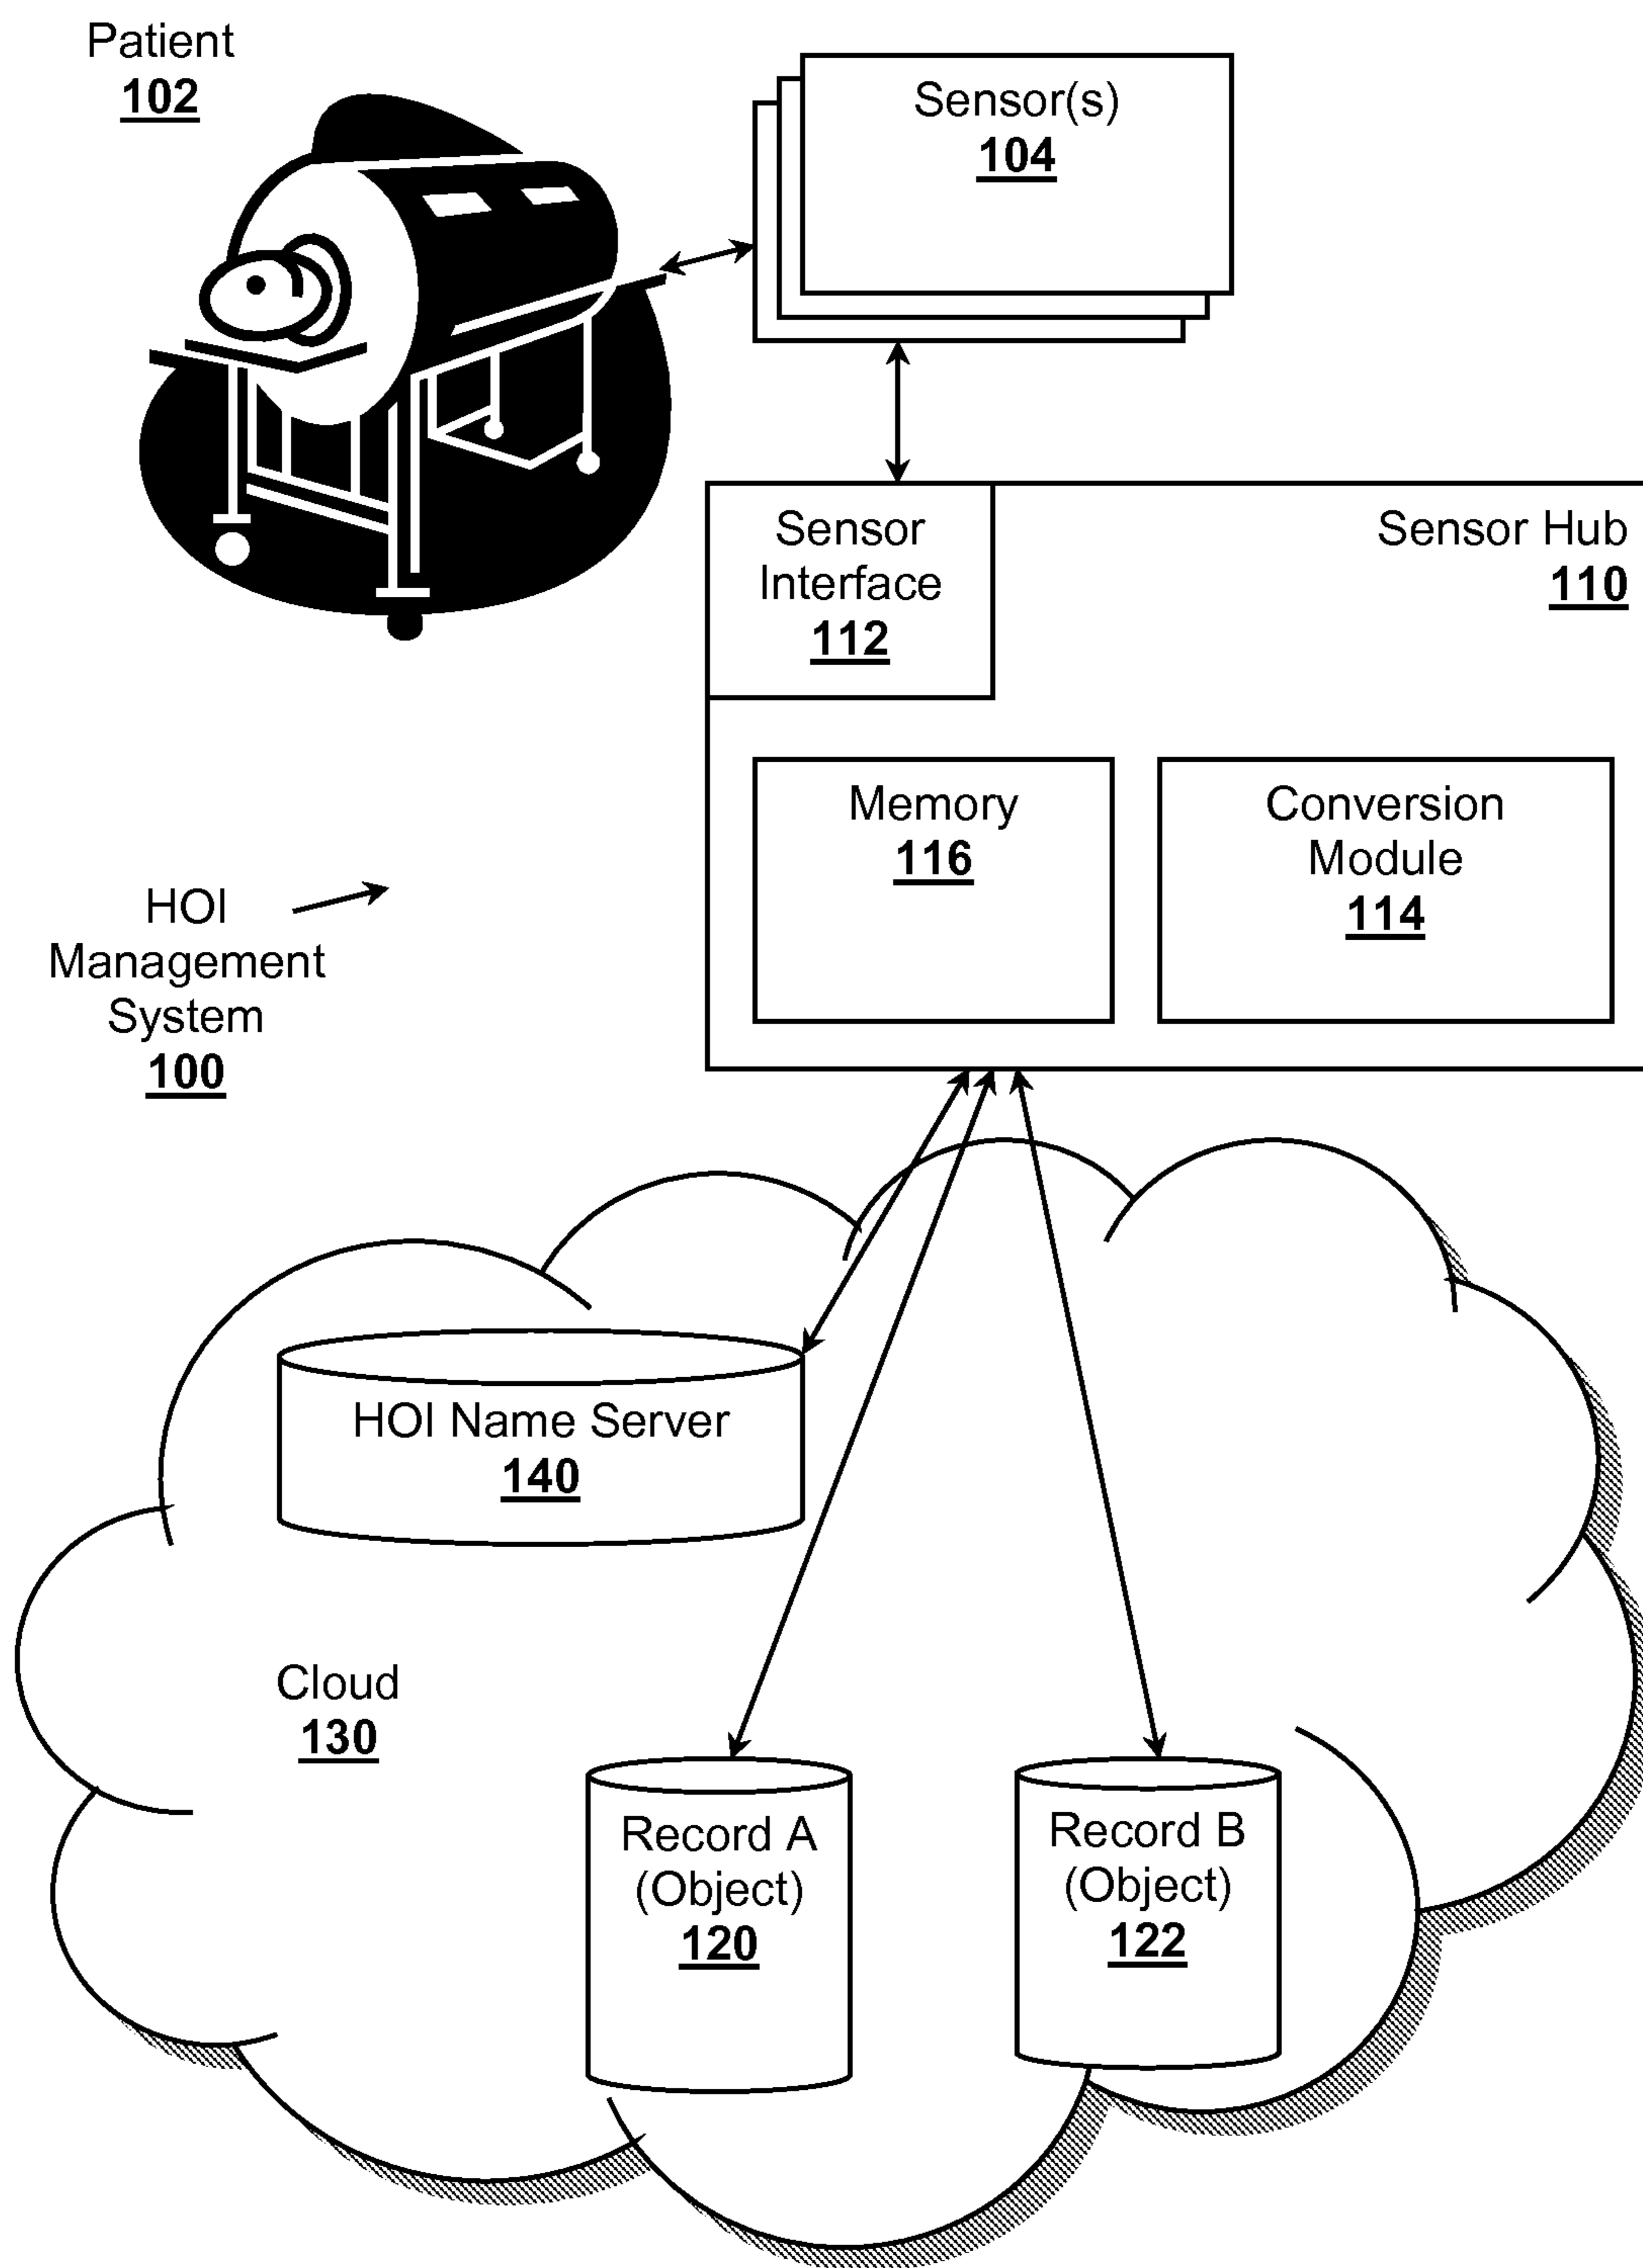 Patient
102
Sensor(s)
104
Sensor
Interface
112
Sensor Hub
110
Memory
116
Conversion
Module
114
HOI
Management
System
100
HOI Name Server
140
Cloud
130
Record A
(Object)
120
Record B
(Object)
122